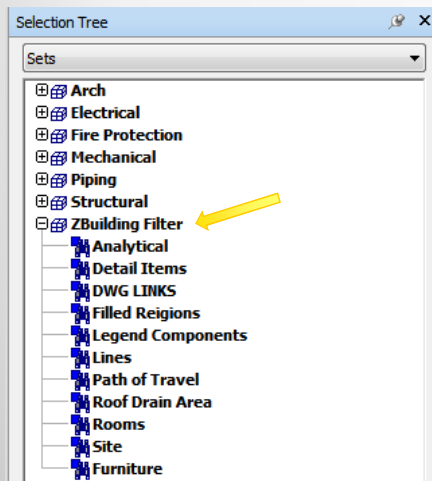 Selection Tree
Sets
Arch
Electrical
Fire Protection
Mechanical
Piping
Structural
ZBuilding Filter
Analytical
Detail Items
DWG LINKS
Filled Reigions
Legend Components
Lines
Path of Travel
Roof Drain Area
Rooms
Site
Furniture